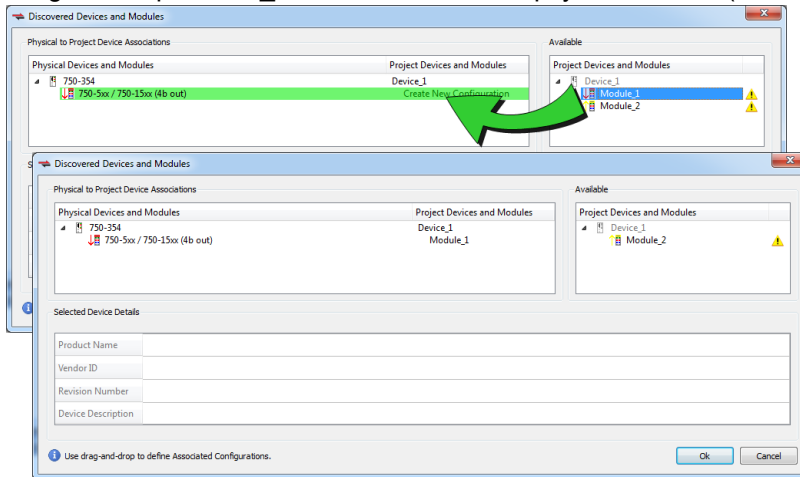 Discovered Devices and Modules
Physical to Project Device Associations Available
Physical Devices and Modules Project Devices and Modules Project Devices and Modules
750-354 Device_1 Device_1
750-5xx / 750-15xx (4b out) Create New Configuration Module_1
Module_2
Discovered Devices and Modules
Physical to Project Device Associations Available
Physical Devices and Modules Project Devices and Modules Project Devices and Modules
750-354 Device_1 Device_1
750-5xx / 750-15xx (4b out) Module_1 Module_2
Selected Device Details
Product Name
Vendor ID
Revision Number
Device Description
Use drag-and-drop to define Associated Configurations. Ok Cancel